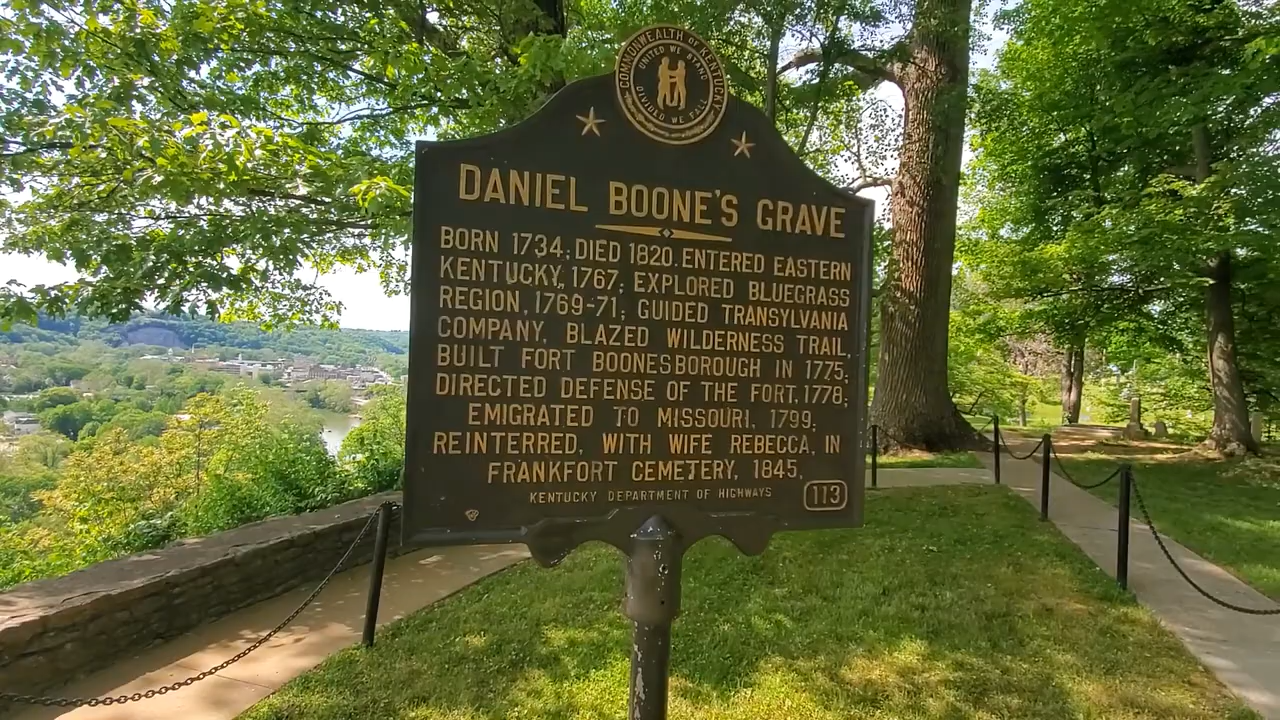 COMMONWEALTH OF KENTUCKY
UNITED WE STAND
DIVIDED WE FALL
DANIEL BOONE'S GRAVE
BORN 1734; DIED 1820. ENTERED EASTERN
KENTUCKY, 1767; EXPLORED BLUEGRASS
REGION, 1769-71; GUIDED TRANSYLVANIA
COMPANY, BLAZED WILDERNESS TRAIL,
BUILT FORT BOONESBOROUGH IN 1775;
DIRECTED DEFENSE OF THE FORT, 1778;
EMIGRATED TO MISSOURI, 1799;
REINTERRED, WITH WIFE REBECCA, IN
FRANKFORT CEMETERY, 1845.
KENTUCKY DEPARTMENT OF HIGHWAYS
113